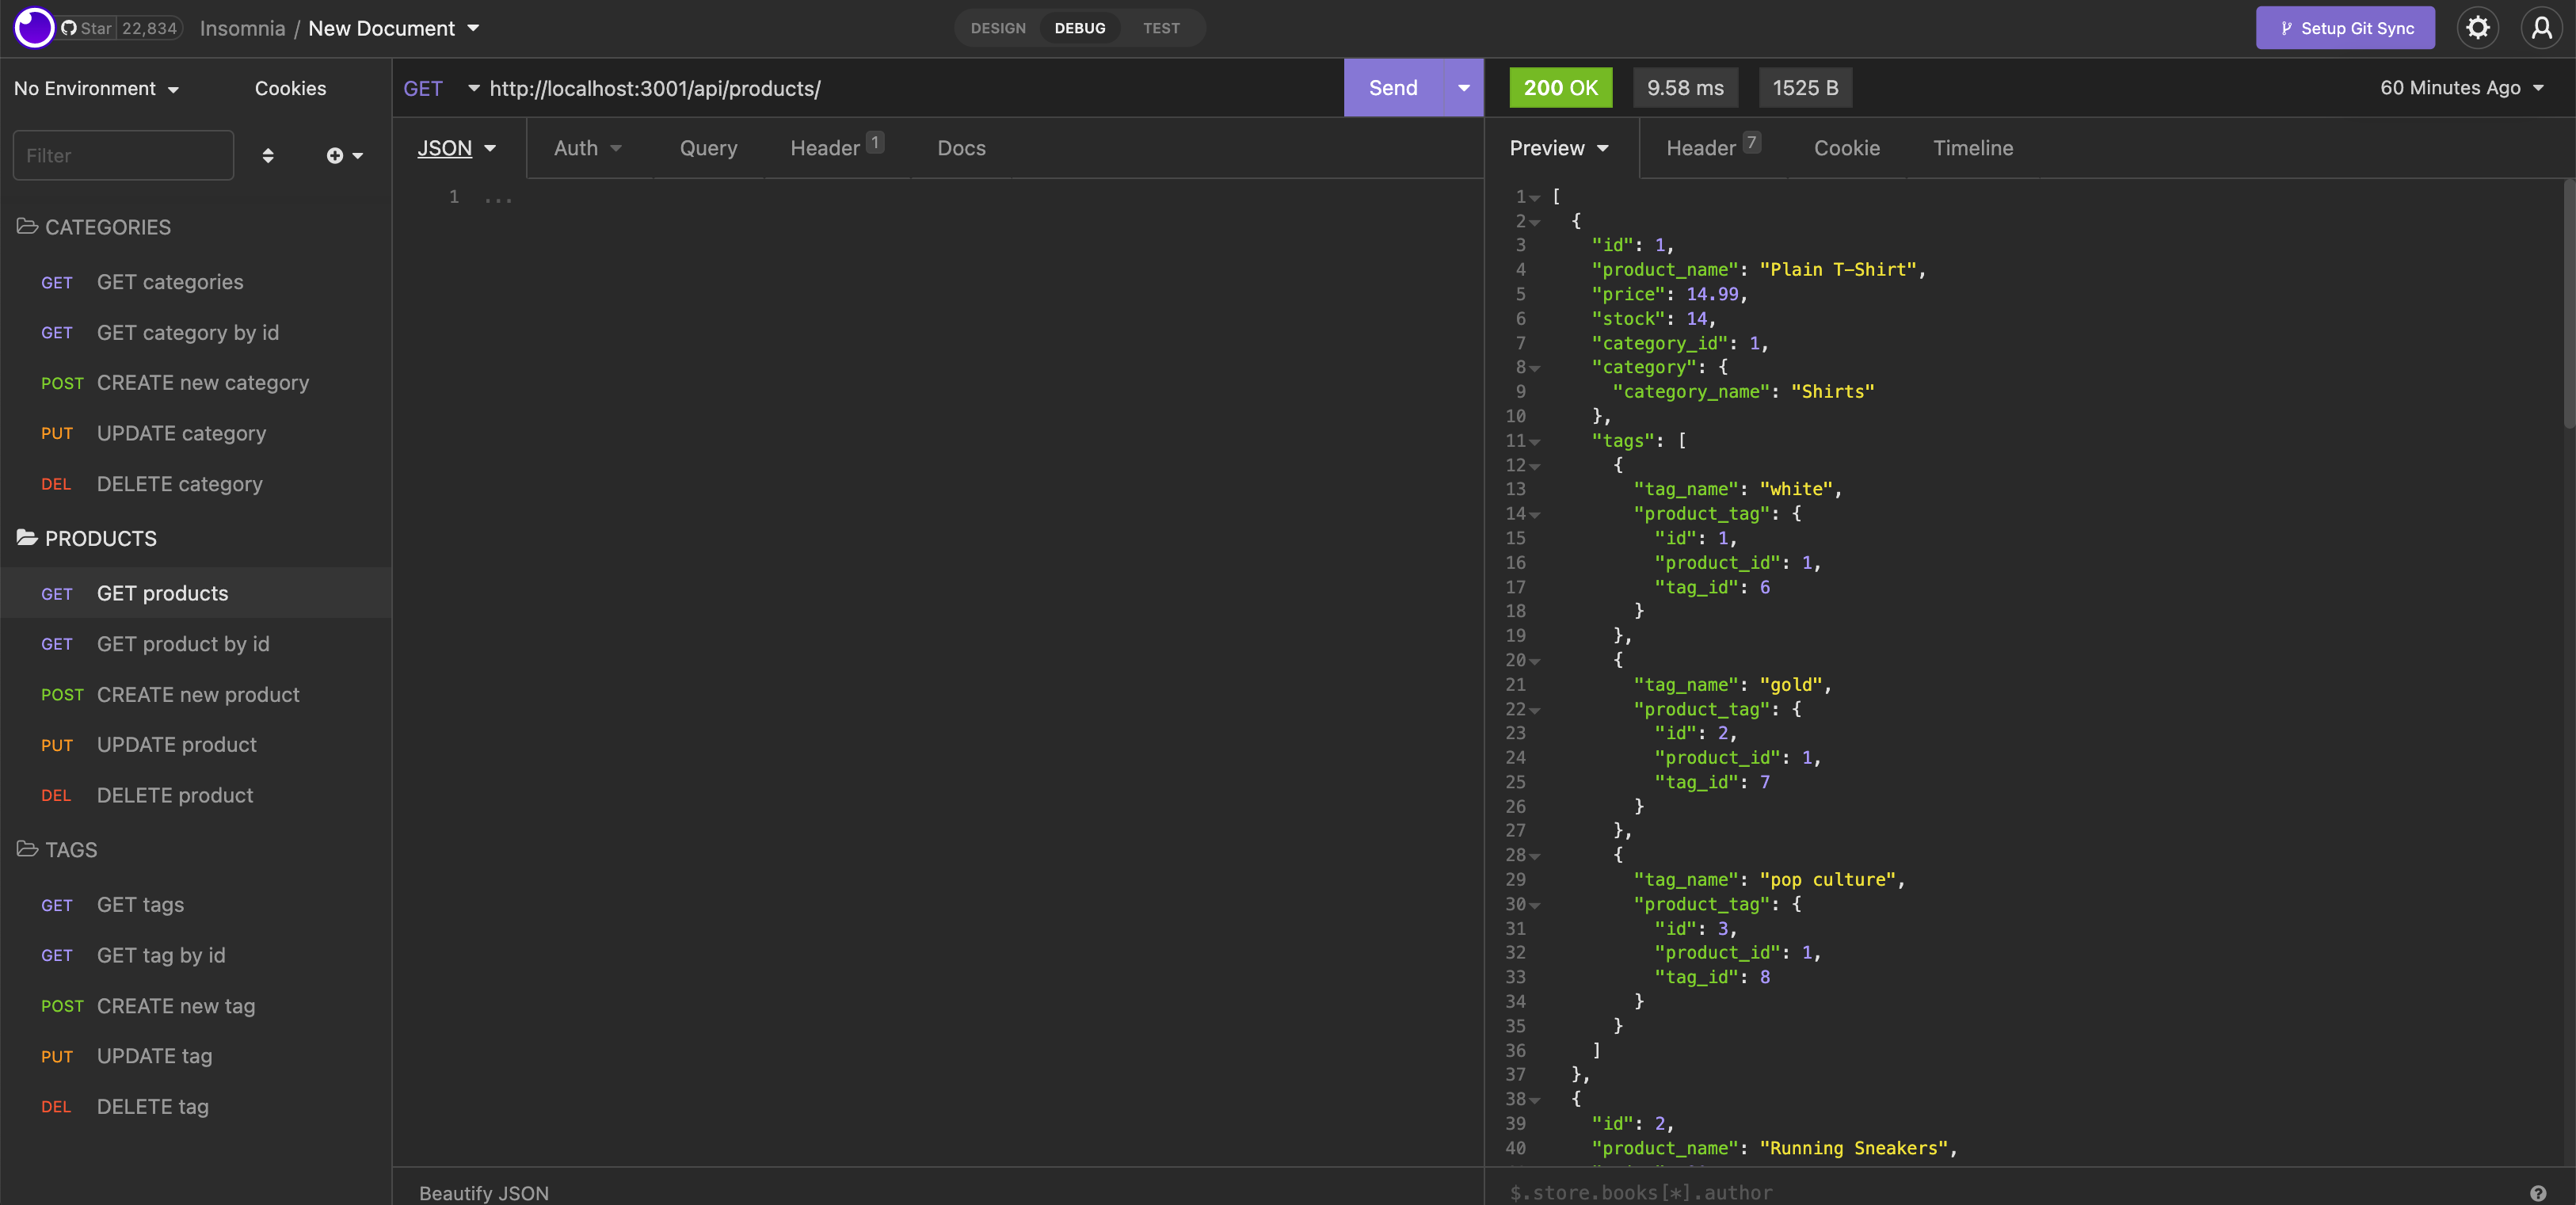 Star 22,834 Insomnia / New Document
DESIGN DEBUG TEST
Setup Git Sync
No Environment Cookies
Filter
CATEGORIES
GET GET categories
GET GET category by id
POST CREATE new category
PUT UPDATE category
DEL DELETE category
PRODUCTS
GET GET products
GET GET product by id
POST CREATE new product
PUT UPDATE product
DEL DELETE product
TAGS
GET GET tags
GET GET tag by id
POST CREATE new tag
PUT UPDATE tag
DEL DELETE tag
GET http://localhost:3001/api/products/ Send
JSON Auth Query Header 1 Docs
1 ...
Beautify JSON
200 OK 9.58 ms 1525 B 60 Minutes Ago
Preview Header 7 Cookie Timeline
1 [
2 {
3 "id": 1,
4 "product_name": "Plain T-Shirt",
5 "price": 14.99,
6 "stock": 14,
7 "category_id": 1,
8 "category": {
9 "category_name": "Shirts"
10 },
11 "tags": [
12 {
13 "tag_name": "white",
14 "product_tag": {
15 "id": 1,
16 "product_id": 1,
17 "tag_id": 6
18 }
19 },
20 {
21 "tag_name": "gold",
22 "product_tag": {
23 "id": 2,
24 "product_id": 1,
25 "tag_id": 7
26 }
27 },
28 {
29 "tag_name": "pop culture",
30 "product_tag": {
31 "id": 3,
32 "product_id": 1,
33 "tag_id": 8
34 }
35 }
36 ]
37 },
38 {
39 "id": 2,
40 "product_name": "Running Sneakers",
$.store.books[*].author